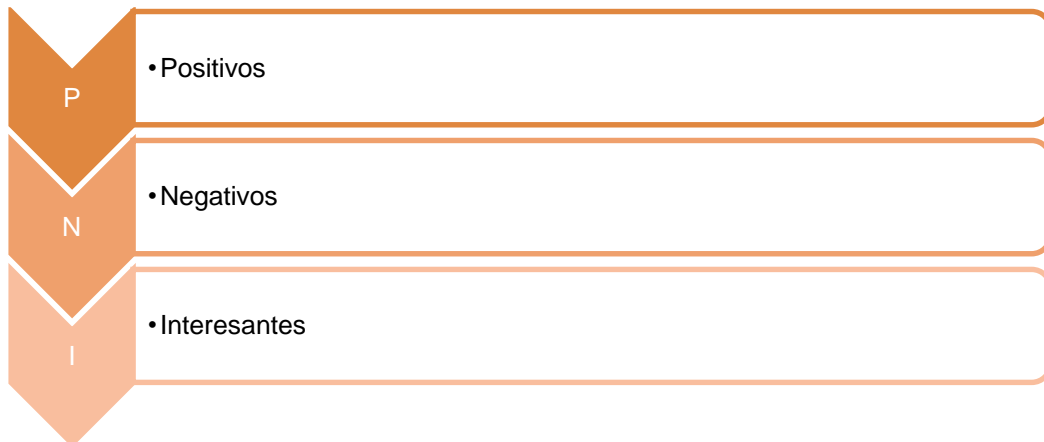 P
•Positivos
N
•Negativos
I
•Interesantes